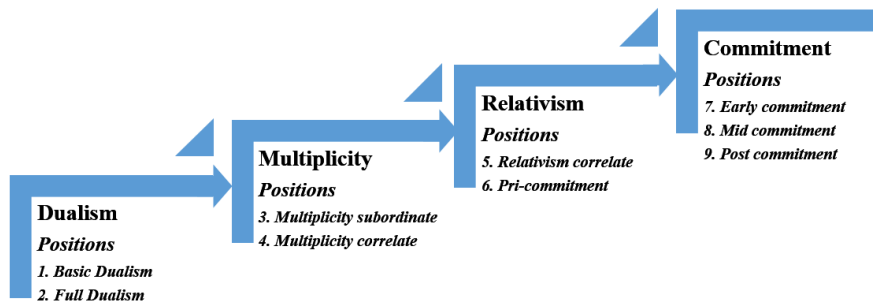 Dualism
Positions
1. Basic Dualism
2. Full Dualism
Multiplicity
Positions
3. Multiplicity subordinate
4. Multiplicity correlate
Relativism
Positions
5. Relativism correlate
6. Pri-commitment
Commitment
Positions
7. Early commitment
8. Mid commitment
9. Post commitment